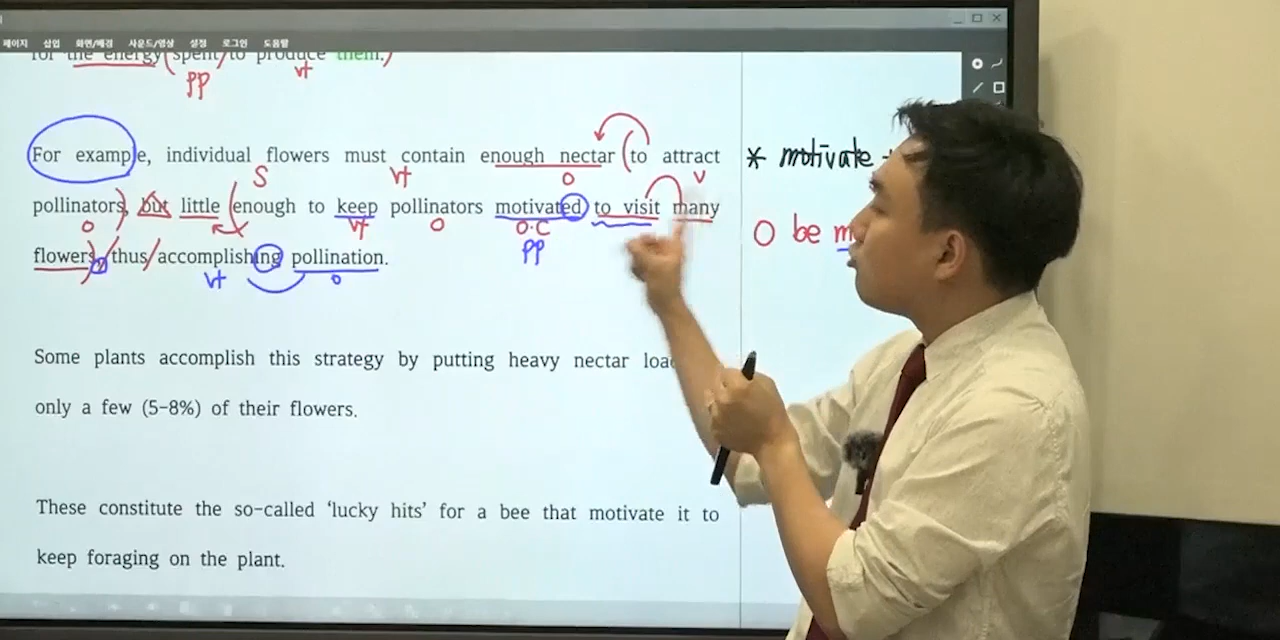 페이지 삽입 화면/배경 사운드/영상 설정 로그인 도움말
for the energy (spent/to produce them.)
pp vt
For example, individual flowers must contain enough nectar (to attract
S vt O v
pollinators), but little (enough to keep pollinators motivated to visit many
O vt O O·C
pp
flowers), /thus/ accomplishing pollination.
vt O
Some plants accomplish this strategy by putting heavy nectar
only a few (5-8%) of their flowers.
These constitute the so-called 'lucky hits' for a bee that motivate it to
keep foraging on the plant.
* motivate
O be